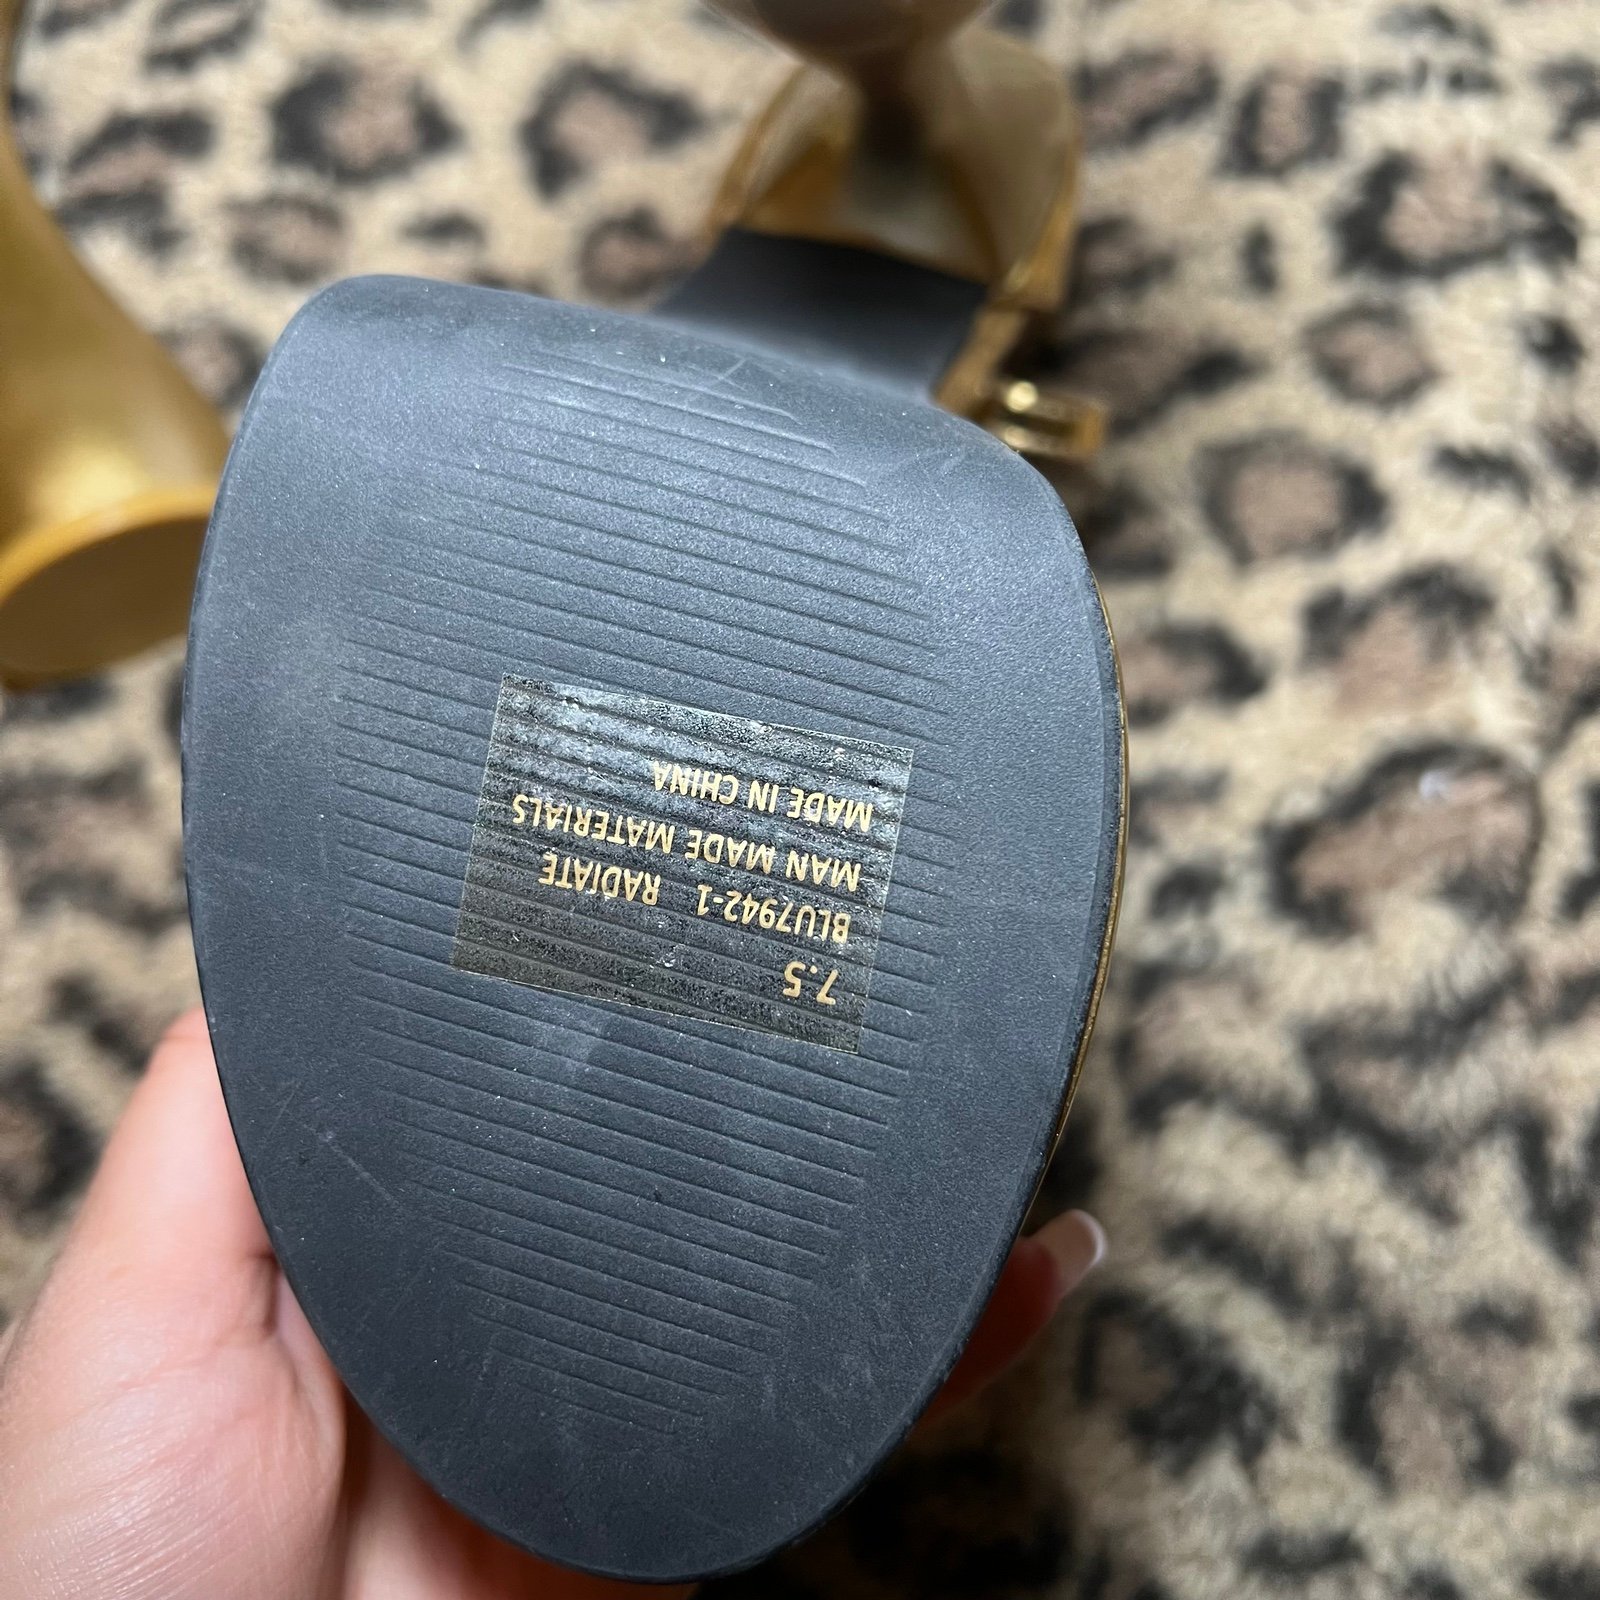 7.5
BLU7942-1 RADIATE
MAN MADE MATERIALS
MADE IN CHINA